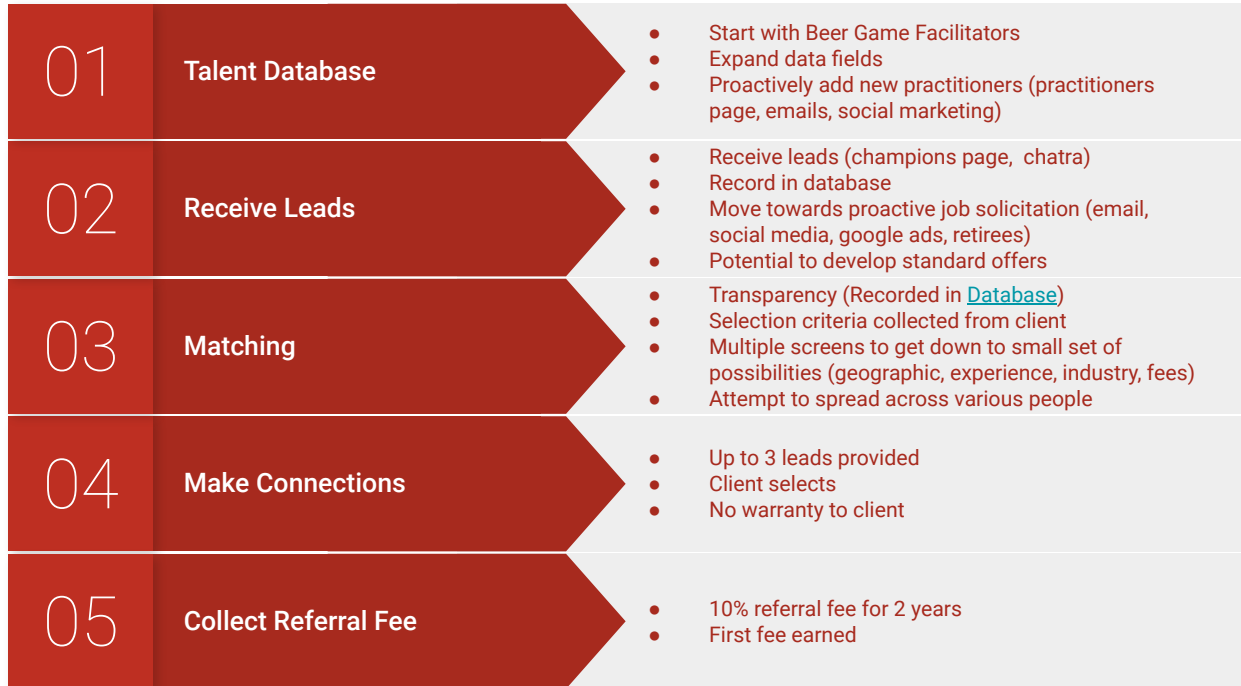 01
Talent Database
● Start with Beer Game Facilitators
● Expand data fields
● Proactively add new practitioners (practitioners
page, emails, social marketing)
02
Receive Leads
● Receive leads (champions page, chatra)
● Record in database
● Move towards proactive job solicitation (email,
social media, google ads, retirees)
● Potential to develop standard offers
03
Matching
● Transparency (Recorded in Database)
● Selection criteria collected from client
● Multiple screens to get down to small set of
possibilities (geographic, experience, industry, fees)
● Attempt to spread across various people
04
Make Connections
● Up to 3 leads provided
● Client selects
● No warranty to client
05
Collect Referral Fee
● 10% referral fee for 2 years
● First fee earned